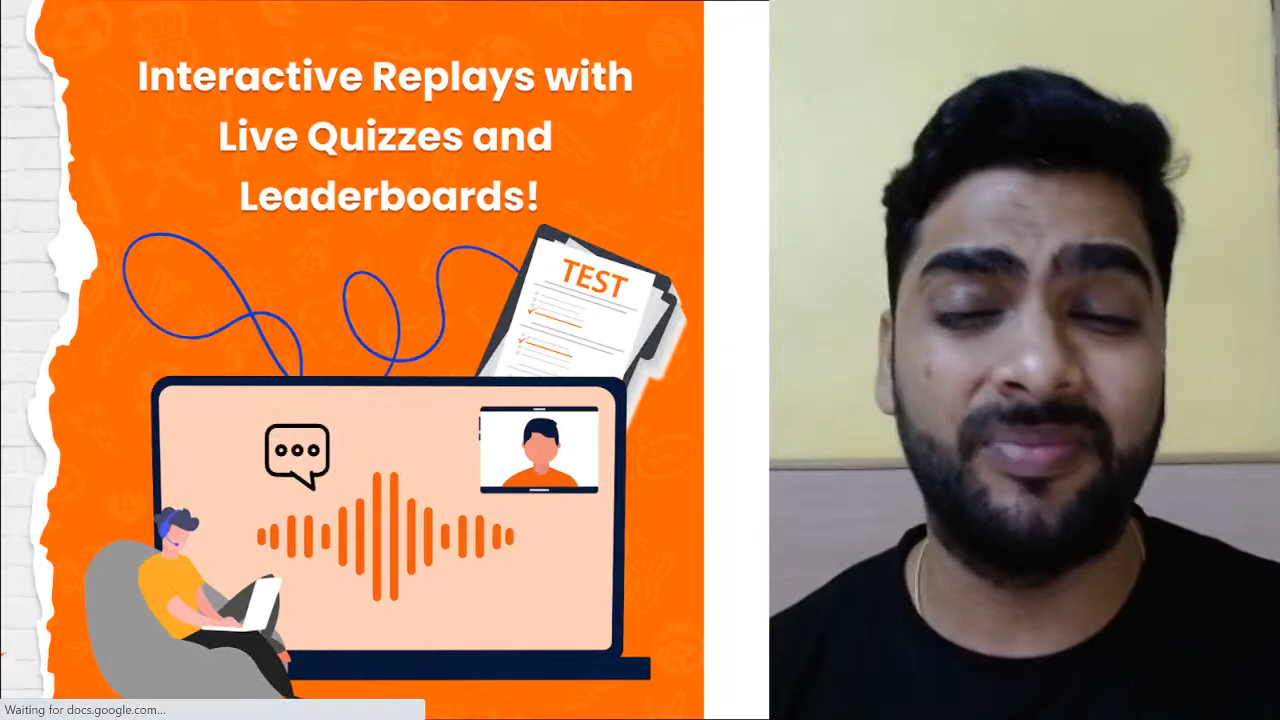 Interactive Replays with
Live Quizzes and
Leaderboards!
TEST
Waiting for docs.google.com...